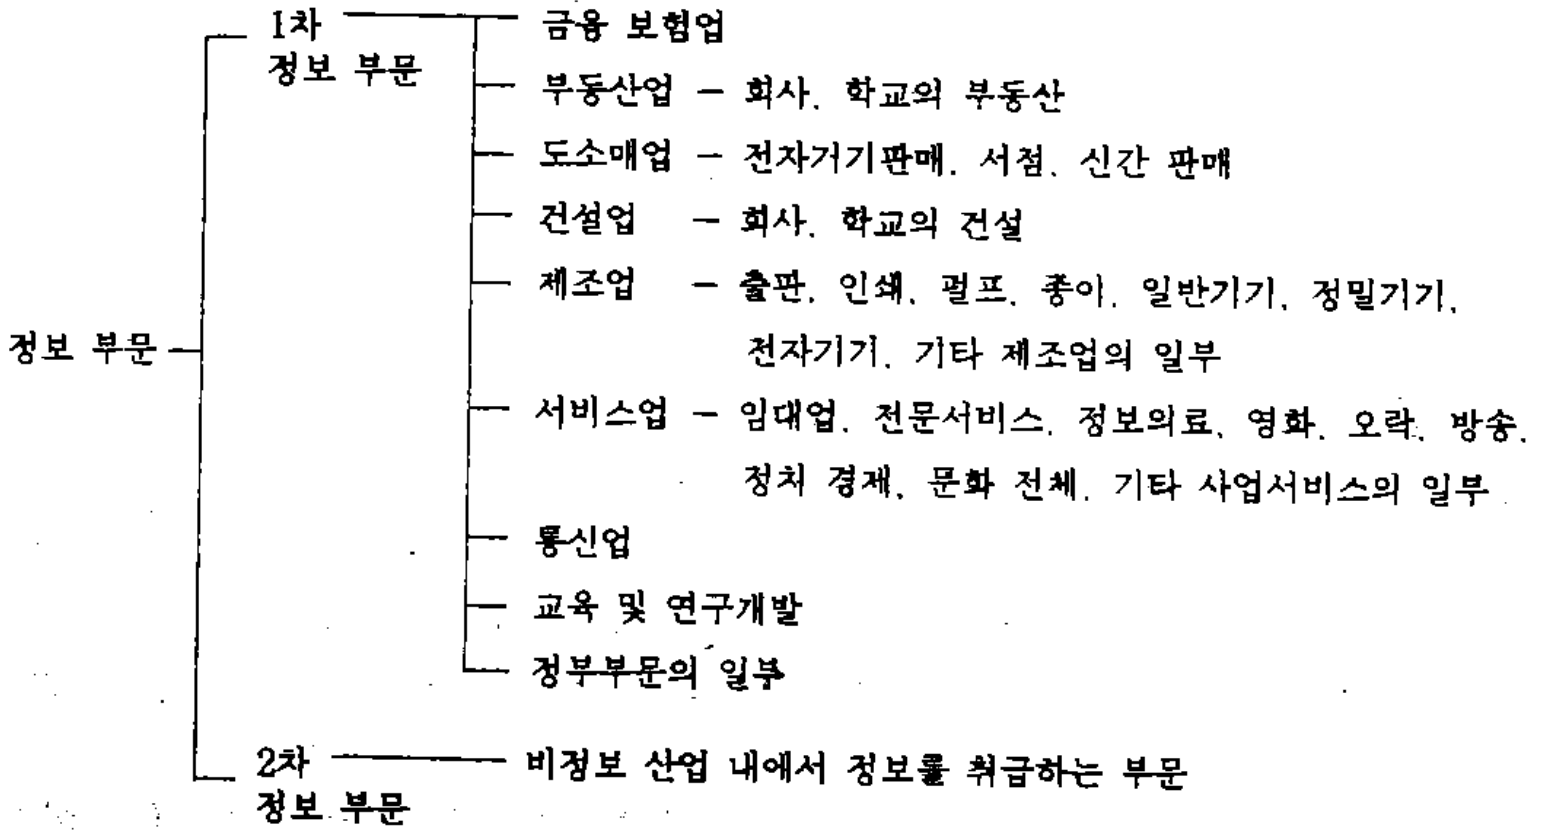 1차 금융 보험업
정보 부문
부동산업 - 회사, 학교의 부동산
도소매업 - 전자거기판매, 서점, 신간 판매
건설업 - 회사, 학교의 건설
제조업 - 출판, 인쇄, 펄프, 종이, 일반기기, 정밀기기,
정보 부문
전자기기, 기타 제조업의 일부
서비스업 - 임대업, 전문서비스, 정보의료, 영화, 오락, 방송,
정치 경제, 문화 전체, 기타 사업서비스의 일부
통신업
교육 및 연구개발
정부부문의 일부
2차 비정보 산업 내에서 정보를 취급하는 부문
정보 부문